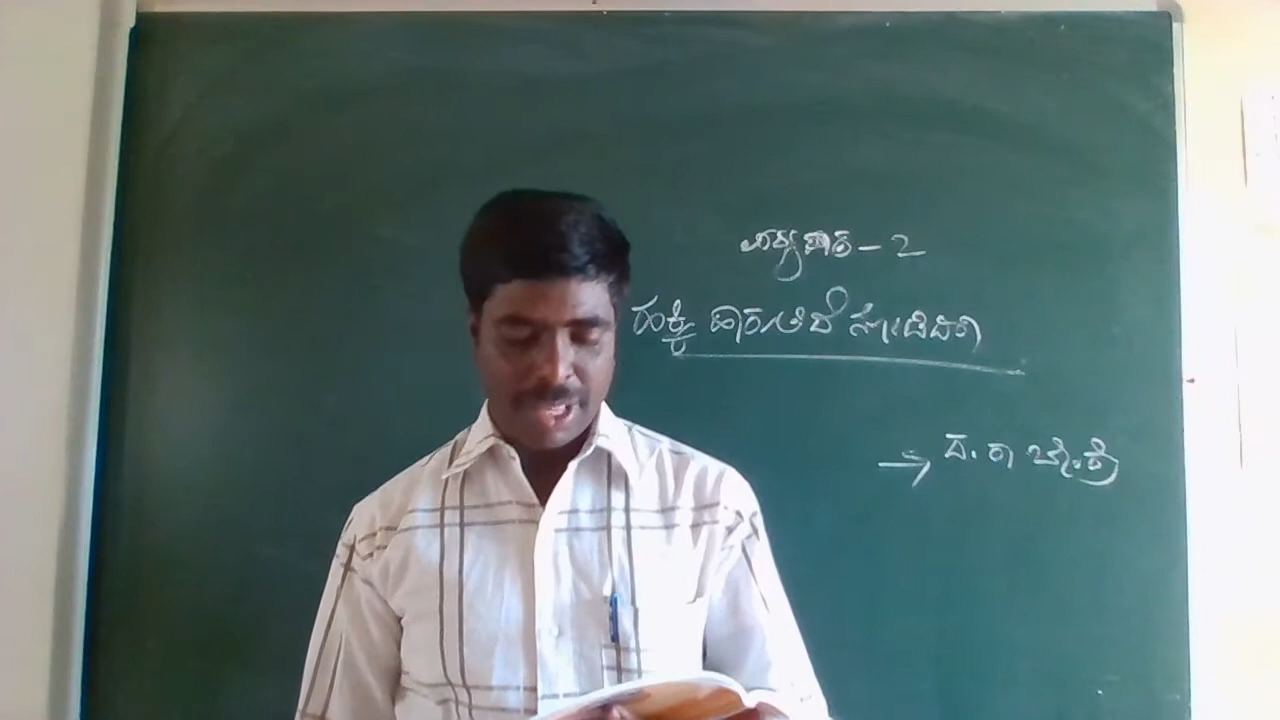 ಪದ್ಯಪಾಠ - 2
ಹಕ್ಕಿ ಹಾರುತಿದೆ ನೋಡಿದಿರಾ
→ ದ. ರಾ ಬೇಂದ್ರೆ